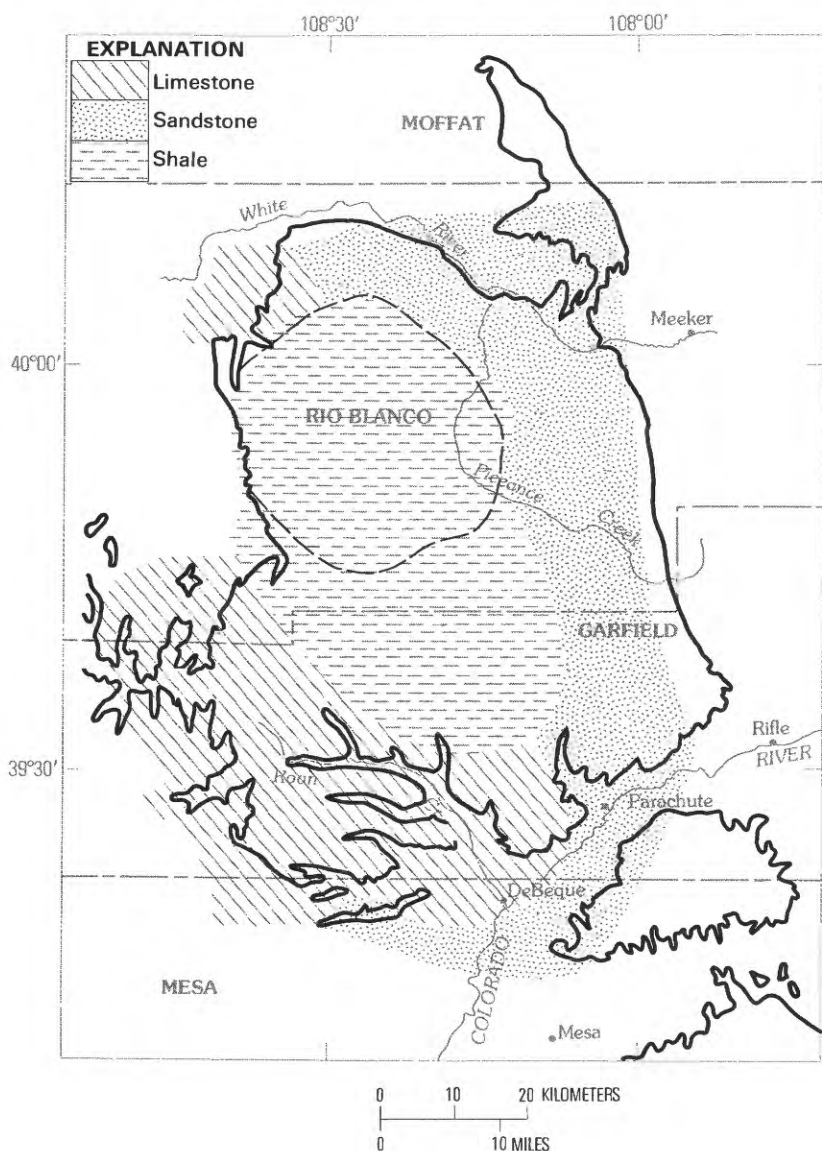 108°30′ 108°00′
EXPLANATION
Limestone
Sandstone
Shale
MOFFAT
White
River
Meeker
40°00′
RIO BLANCO
Piceance
Creek
GARFIELD
Rifle
RIVER
39°30′
Roan
Parachute
DeBeque
COLORADO
MESA
Mesa
0 10 20 KILOMETERS
0 10 MILES